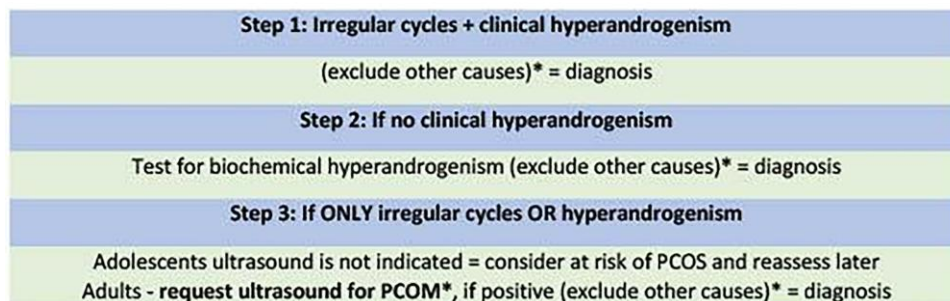 Step 1: Irregular cycles + clinical hyperandrogenism
(exclude other causes)* = diagnosis
Step 2: If no clinical hyperandrogenism
Test for biochemical hyperandrogenism (exclude other causes)* = diagnosis
Step 3: If ONLY irregular cycles OR hyperandrogenism
Adolescents ultrasound is not indicated = consider at risk of PCOS and reassess later
Adults - request ultrasound for PCOM*, if positive (exclude other causes)* = diagnosis